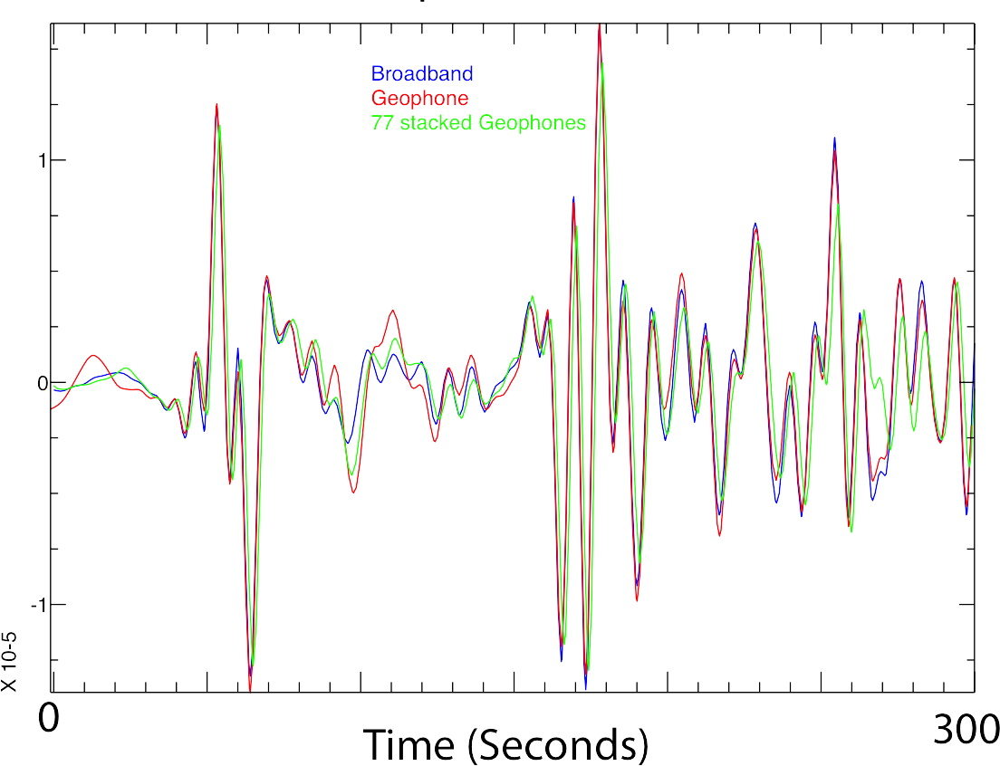 Broadband
Geophone
77 stacked Geophones
1
0
-1
X 10-5
0
300
Time (Seconds)